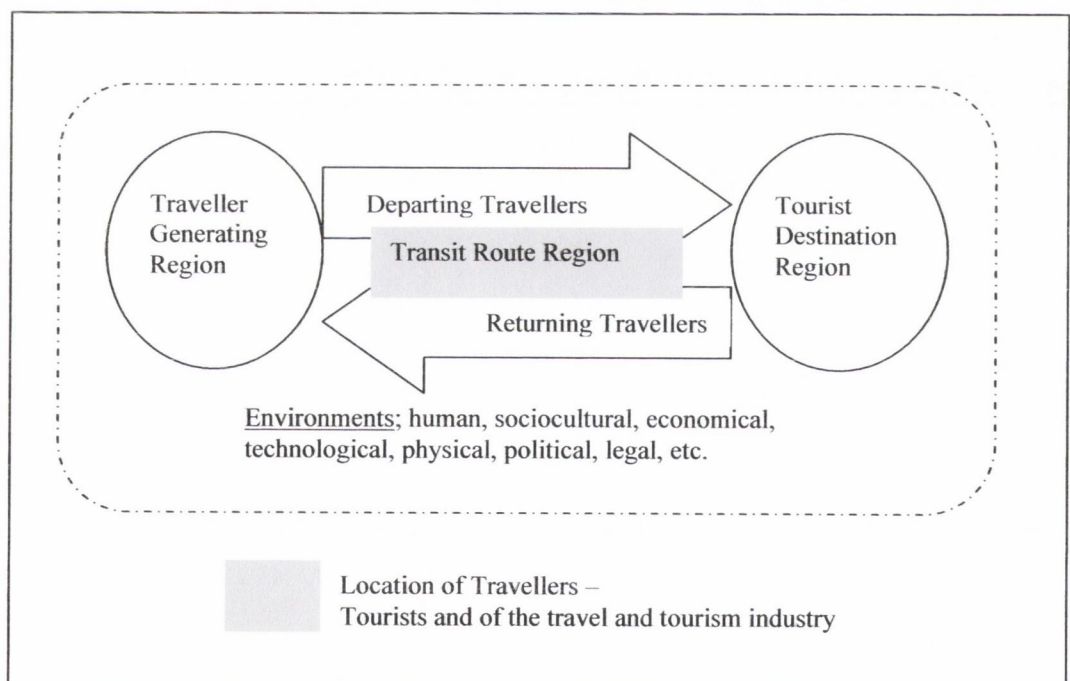 Traveller
Generating
Region
Departing Travellers
Transit Route Region
Returning Travellers
Tourist
Destination
Region
Environments; human, sociocultural, economical,
technological, physical, political, legal, etc.
Location of Travellers –
Tourists and of the travel and tourism industry